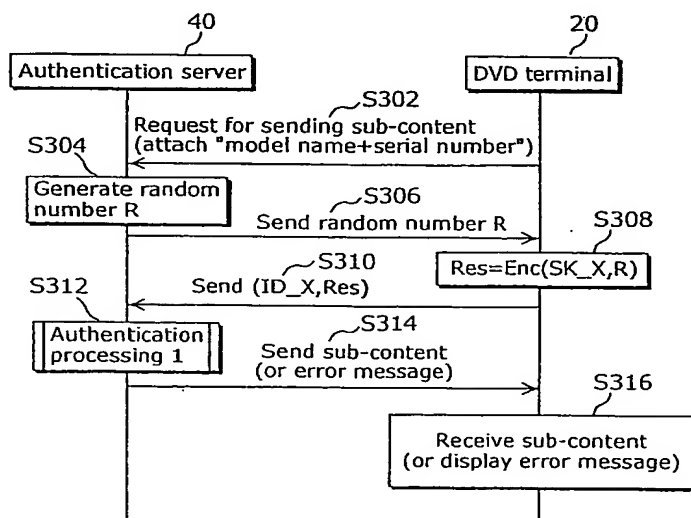 40
20
Authentication server
DVD terminal
S302
Request for sending sub-content
(attach "model name+serial number")
S304
Generate random
number R
S306
Send random number R
S308
Res=Enc(SK_X,R)
S310
Send (ID_X,Res)
S312
Authentication
processing 1
S314
Send sub-content
(or error message)
S316
Receive sub-content
(or display error message)